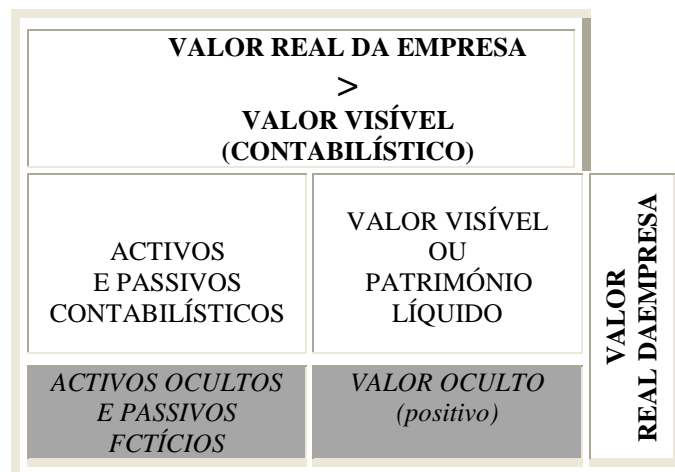 VALOR REAL DA EMPRESA
>
VALOR VISÍVEL
(CONTABILÍSTICO)
ACTIVOS
E PASSIVOS
CONTABILÍSTICOS
VALOR VISÍVEL
OU
PATRIMÓNIO
LÍQUIDO
ACTIVOS OCULTOS
E PASSIVOS
FCTÍCIOS
VALOR OCULTO
(positivo)
VALOR
REAL DAEMPRESA